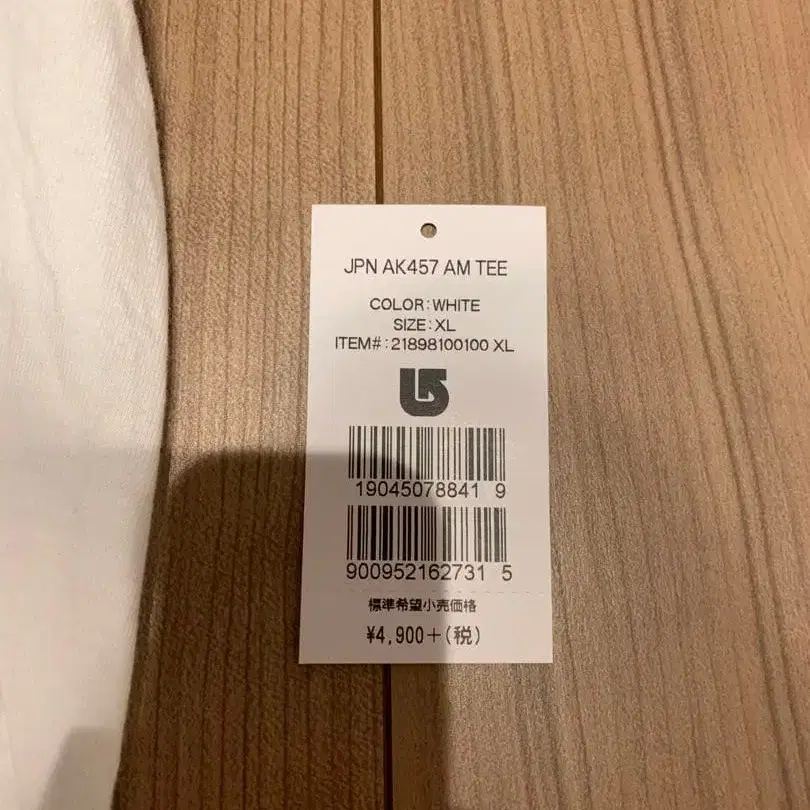 JPN AK457 AM TEE
COLOR:WHITE
SIZE:XL
ITEM#:21898100100 XL
19045078841 9
900952162731 5
標準希望小売価格
¥4,900+(税)